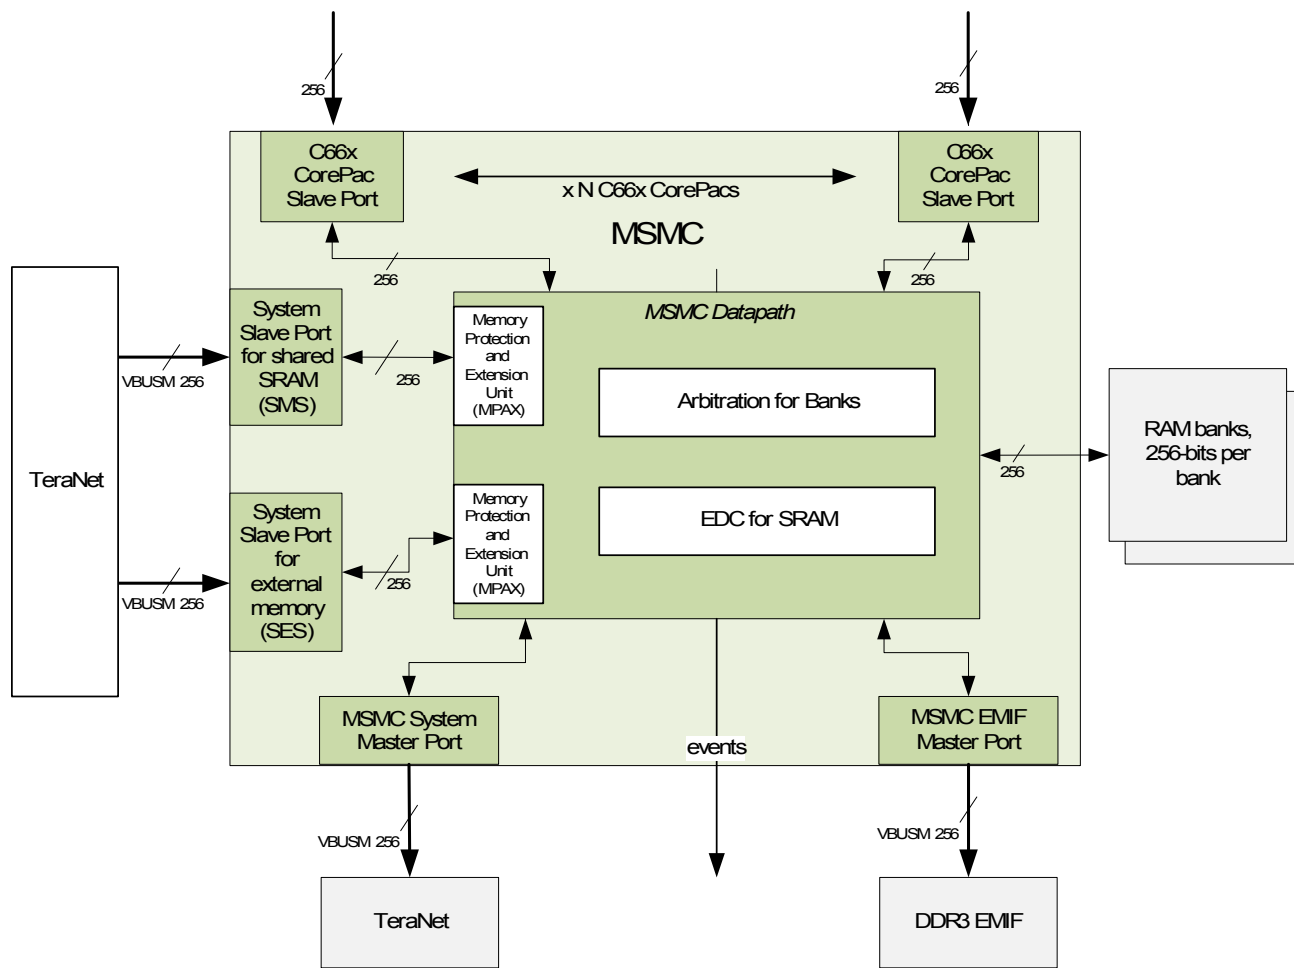 256
256
C66x
CorePac
Slave Port
C66x
CorePac
Slave Port
x N C66x CorePacs
MSMC
256
256
System
Slave Port
for shared
SRAM
(SMS)
VBUSM 256
256
Memory
Protection
and
Extension
Unit
(MPAX)
MSMC Datapath
Arbitration for Banks
256
RAM banks,
256-bits per
bank
TeraNet
System
Slave Port
for
external
memory
(SES)
VBUSM 256
256
Memory
Protection
and
Extension
Unit
(MPAX)
EDC for SRAM
MSMC System
Master Port
events
MSMC EMIF
Master Port
VBUSM 256
VBUSM 256
TeraNet
DDR3 EMIF